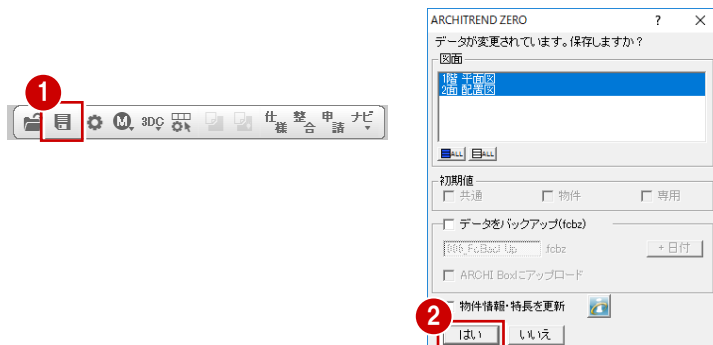 ARCHITREND ZERO ? ×
データが変更されています。保存しますか?
図面
1階 平面図
2面 配置図
1
M 3DC 仕様 整合 申請 ナビ
ALL ALL
初期値
共通 物件 専用
データをバックアップ(fcbz)
fcbz +日付
ARCHI Boxにアップロード
物件情報・特長を更新
2
はい いいえ